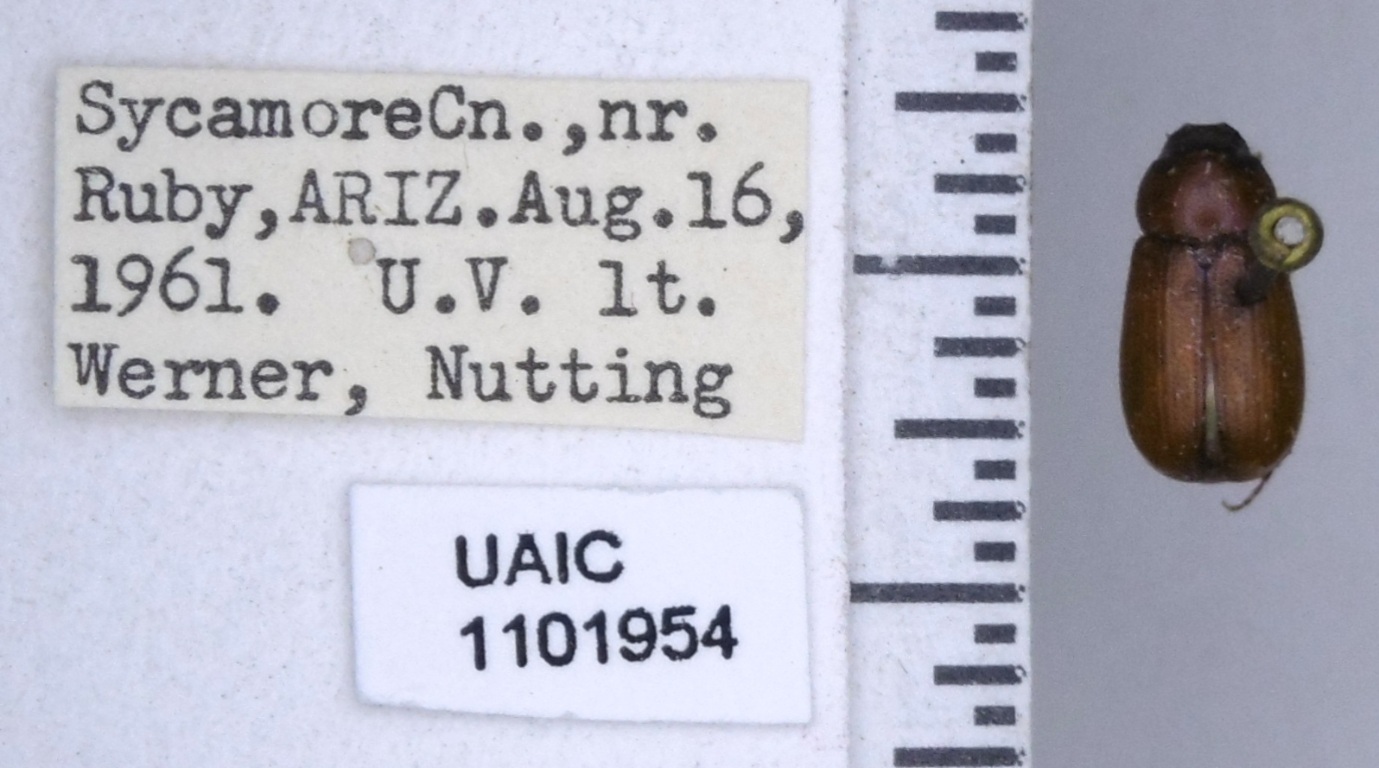 SycamoreCn.,nr.
Ruby,ARIZ.Aug.16,
1961. U.V. lt.
Werner, Nutting
UAIC
1101954